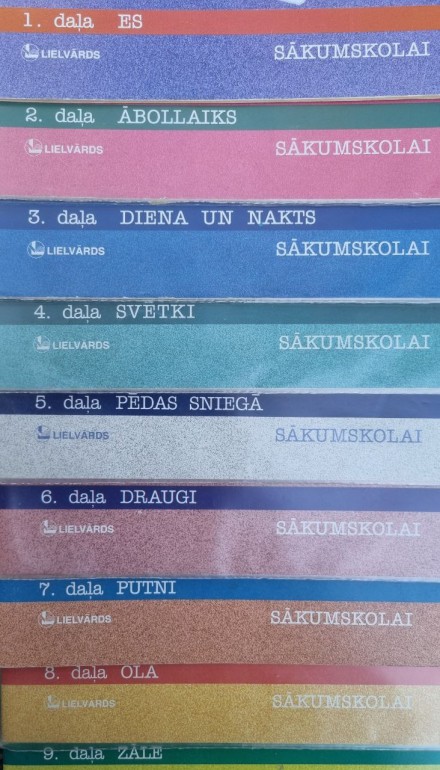 1. daļa ES
LIELVĀRDS SĀKUMSKOLAI
2. daļa ĀBOLLAIKS
LIELVĀRDS SĀKUMSKOLAI
3. daļa DIENA UN NAKTS
LIELVĀRDS SĀKUMSKOLAI
4. daļa SVĒTKI
LIELVĀRDS SĀKUMSKOLAI
5. daļa PĒDAS SNIEGĀ
LIELVĀRDS SĀKUMSKOLAI
6. daļa DRAUGI
LIELVĀRDS SĀKUMSKOLAI
7. daļa PUTNI
LIELVĀRDS SĀKUMSKOLAI
8. daļa OLA
LIELVĀRDS SĀKUMSKOLAI
9. daļa ZĀLE